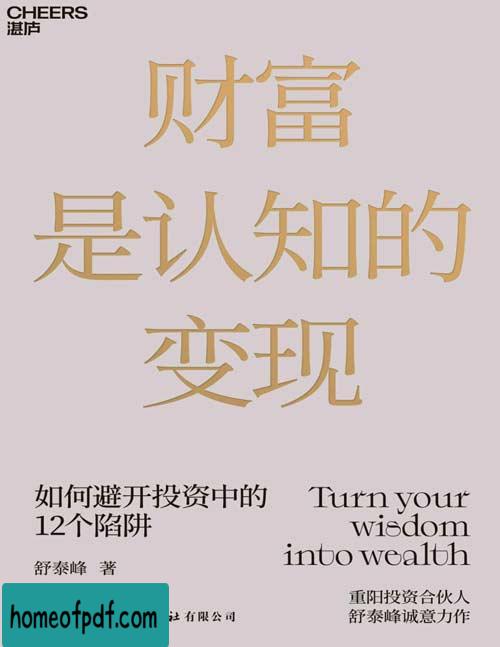 CHEERS
湛庐
财富
是认知的
变现
如何避开投资中的
12个陷阱
舒泰峰 著
Turn your
wisdom
into wealth
重阳投资合伙人
舒泰峰诚意力作
homeofpdf.com
社有限公司